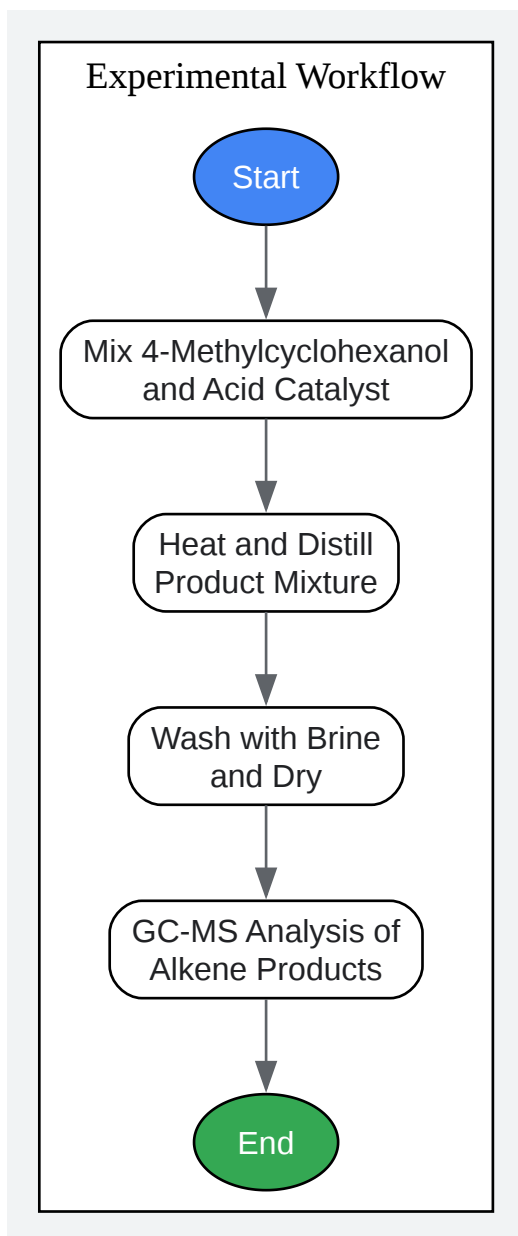 Experimental Workflow
Start
Mix 4-Methylcyclohexanol
and Acid Catalyst
Heat and Distill
Product Mixture
Wash with Brine
and Dry
GC-MS Analysis of
Alkene Products
End